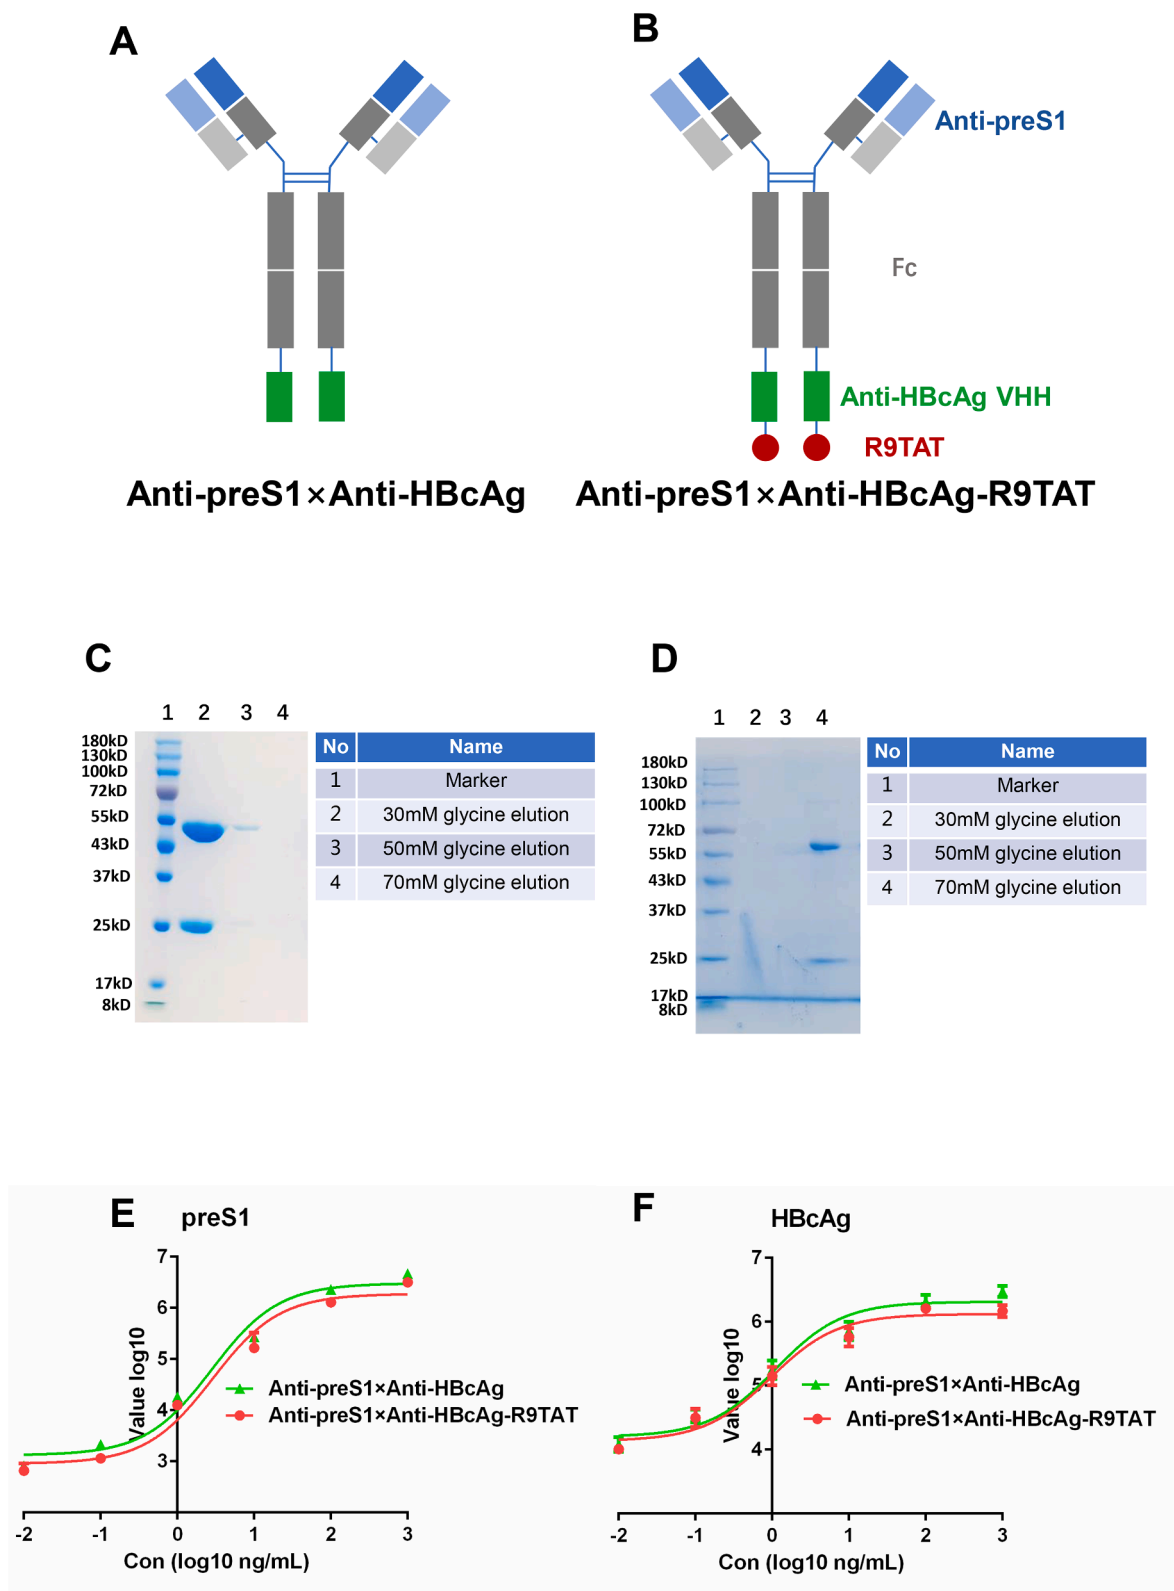 A
B
Anti-preS1
Fc
Anti-HBcAg VHH
R9TAT
Anti-preS1×Anti-HBcAg
Anti-preS1×Anti-HBcAg-R9TAT
C
1 2 3 4
180kD
130kD
100kD
72kD
55kD
43kD
37kD
25kD
17kD
8kD
No Name
1 Marker
2 30mM glycine elution
3 50mM glycine elution
4 70mM glycine elution
D
1 2 3 4
180kD
130kD
100kD
72kD
55kD
43kD
37kD
25kD
17kD
8kD
No Name
1 Marker
2 30mM glycine elution
3 50mM glycine elution
4 70mM glycine elution
E
preS1
7
6
5
4
3
Value log10
Anti-preS1×Anti-HBcAg
Anti-preS1×Anti-HBcAg-R9TAT
-2 -1 0 1 2 3
Con (log10 ng/mL)
F
HBcAg
7
6
5
4
Value log10
Anti-preS1×Anti-HBcAg
Anti-preS1×Anti-HBcAg-R9TAT
-2 -1 0 1 2 3
Con (log10 ng/mL)